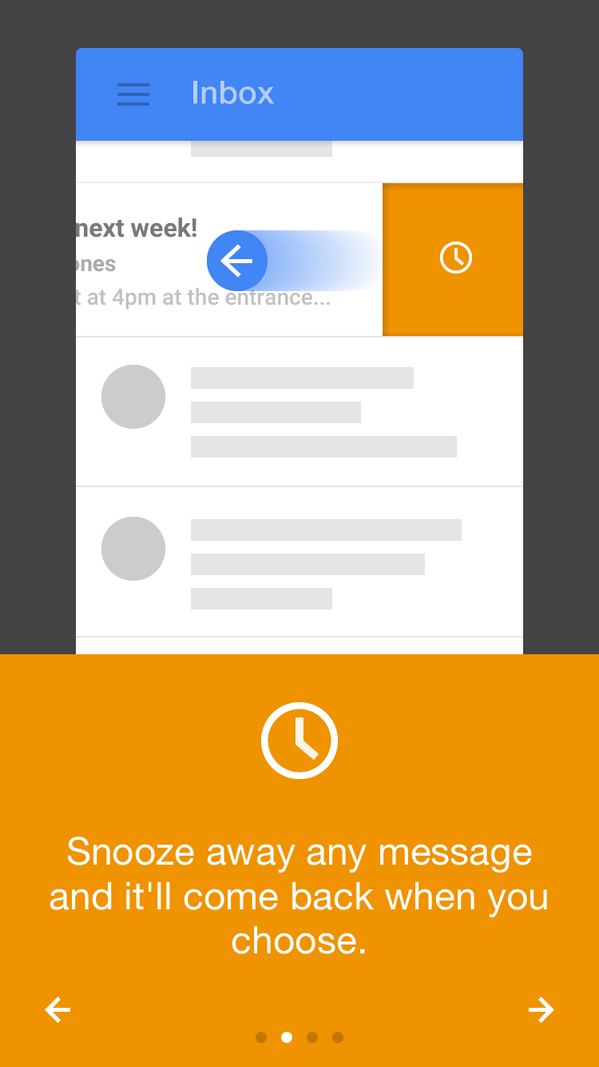 Inbox
next week!
ones
t at 4pm at the entrance...
Snooze away any message
and it'll come back when you
choose.